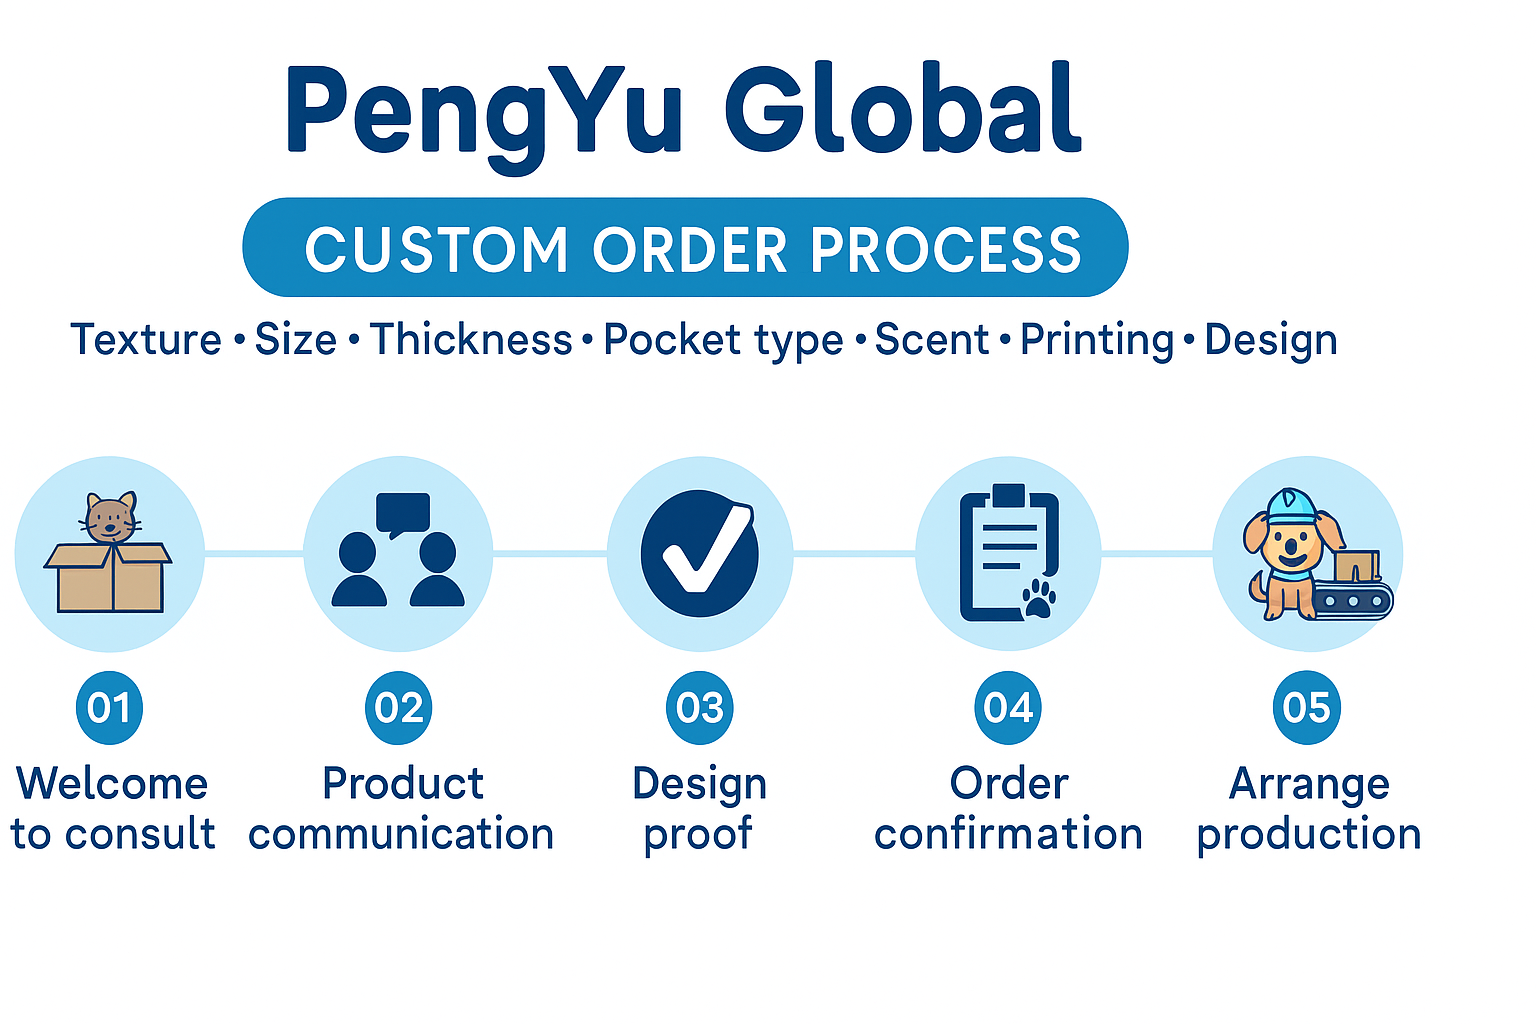 PengYu Global
CUSTOM ORDER PROCESS
Texture • Size • Thickness • Pocket type • Scent • Printing • Design
01
Welcome
to consult
02
Product
communication
03
Design
proof
04
Order
confirmation
05
Arrange
production